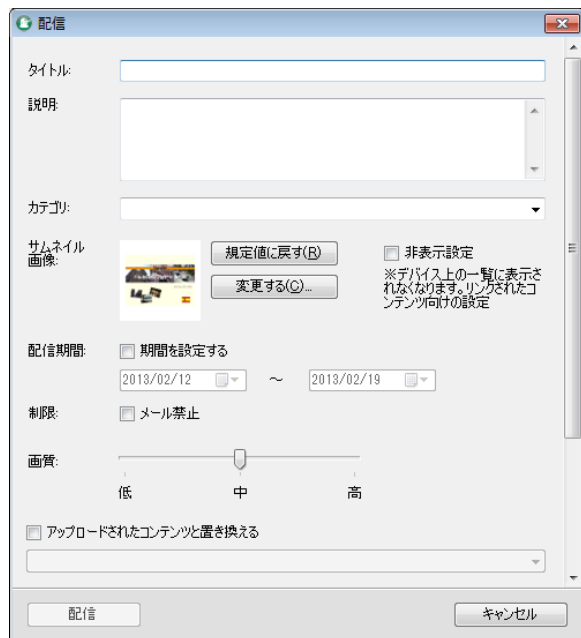 配信
タイトル:
説明:
カテゴリ:
サムネイル
画像:
規定値に戻す(R)
変更する(C)...
非表示設定
※デバイス上の一覧に表示さ
れなくなります。リンクされたコ
ンテンツ向けの設定
配信期間:
期間を設定する
2013/02/12 ～ 2013/02/19
制限:
メール禁止
画質:
低 中 高
アップロードされたコンテンツと置き換える
配信 キャンセル